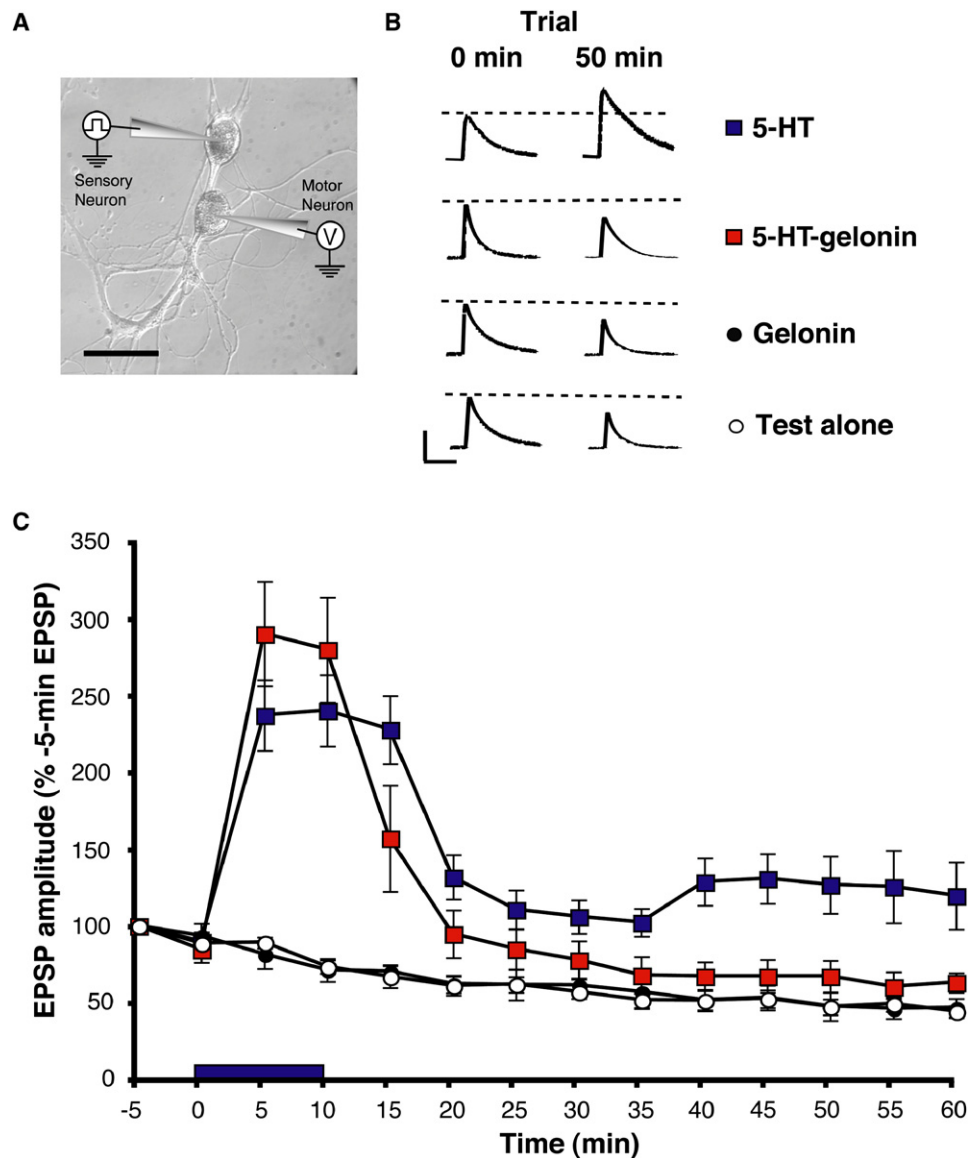 A
Sensory
Neuron
Motor
Neuron
V
B
Trial
0 min 50 min
5-HT
5-HT-gelonin
Gelonin
Test alone
C
EPSP amplitude (% -5-min EPSP)
350
300
250
200
150
100
50
0
-5 0 5 10 15 20 25 30 35 40 45 50 55 60
Time (min)